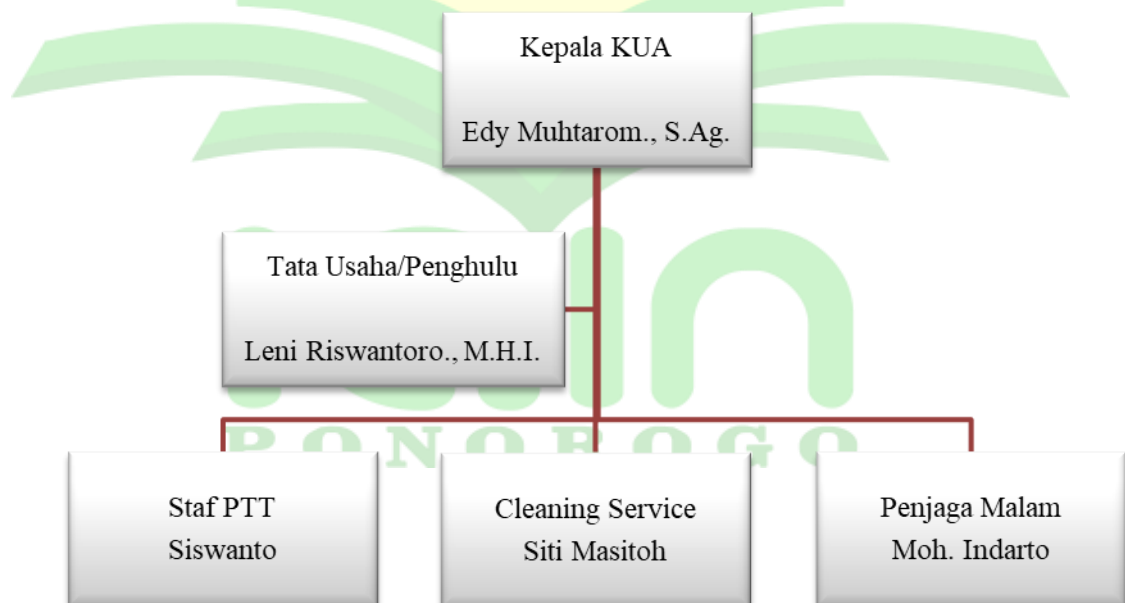 Kepala KUA
Edy Muhtarom., S.Ag.
Tata Usaha/Penghulu
Leni Riswantoro., M.H.I.
iain
PONOROGO
Staf PTT
Siswanto
Cleaning Service
Siti Masitoh
Penjaga Malam
Moh. Indarto